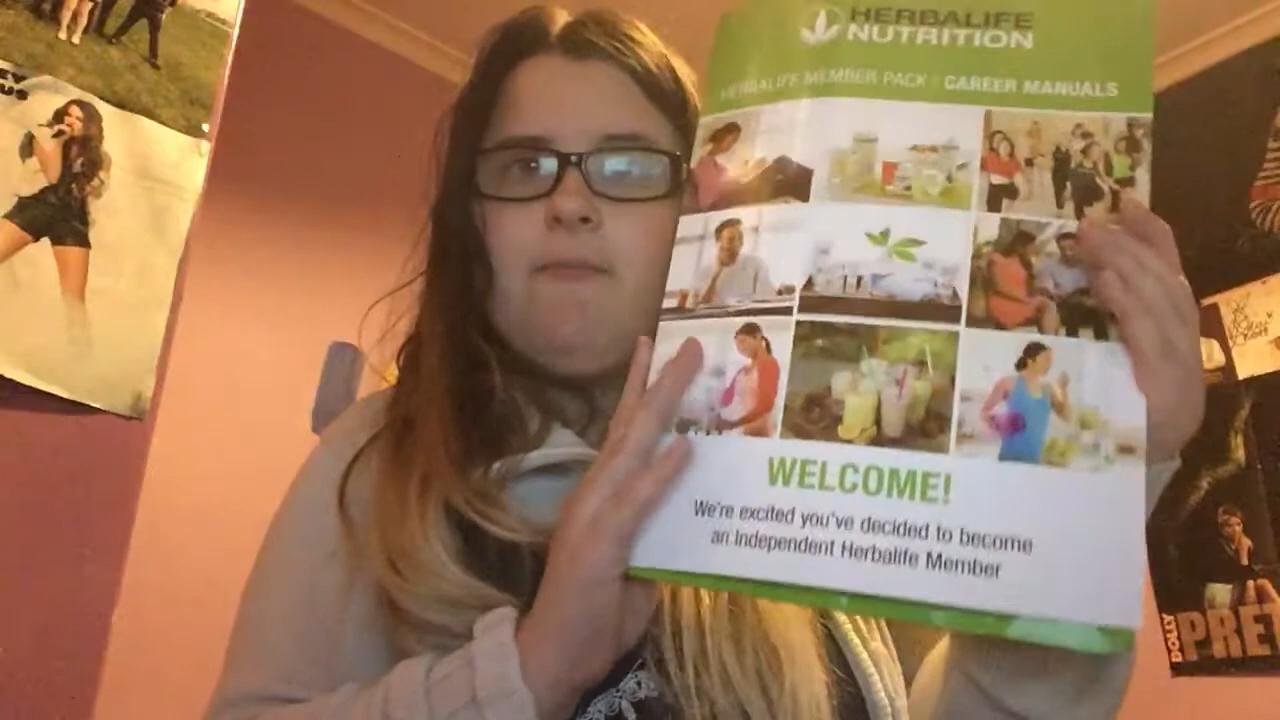 HERBALIFE
NUTRITION
HERBALIFE MEMBER PACK / CAREER MANUALS
WELCOME!
We're excited you've decided to become
an Independent Herbalife Member
DOLLY
PRET